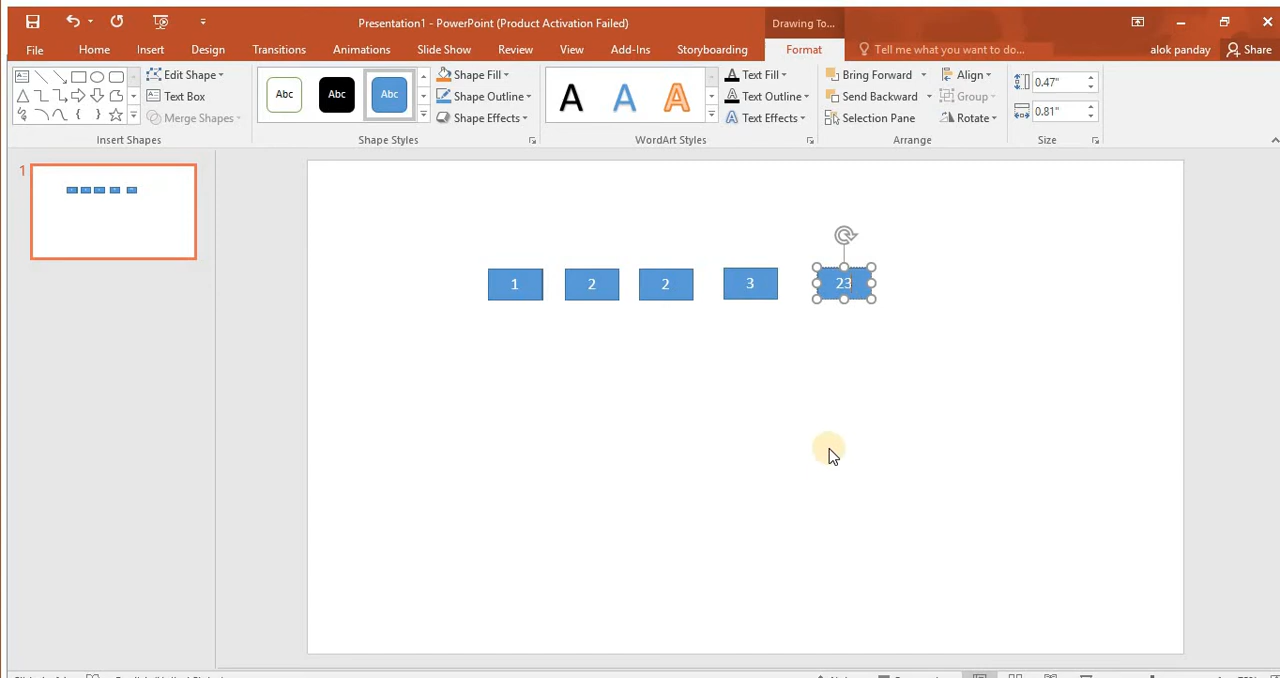 Presentation1 - PowerPoint (Product Activation Failed)
Drawing To...
File Home Insert Design Transitions Animations Slide Show Review View Add-Ins Storyboarding Format Tell me what you want to do... alok panday Share
Edit Shape
Text Box
Merge Shapes
Insert Shapes
Abc Abc Abc
Shape Fill
Shape Outline
Shape Effects
Shape Styles
A A A
Text Fill
Text Outline
Text Effects
WordArt Styles
Bring Forward
Send Backward
Selection Pane
Align
Group
Rotate
Arrange
0.47"
0.81"
Size
1
1 2 2 3 23